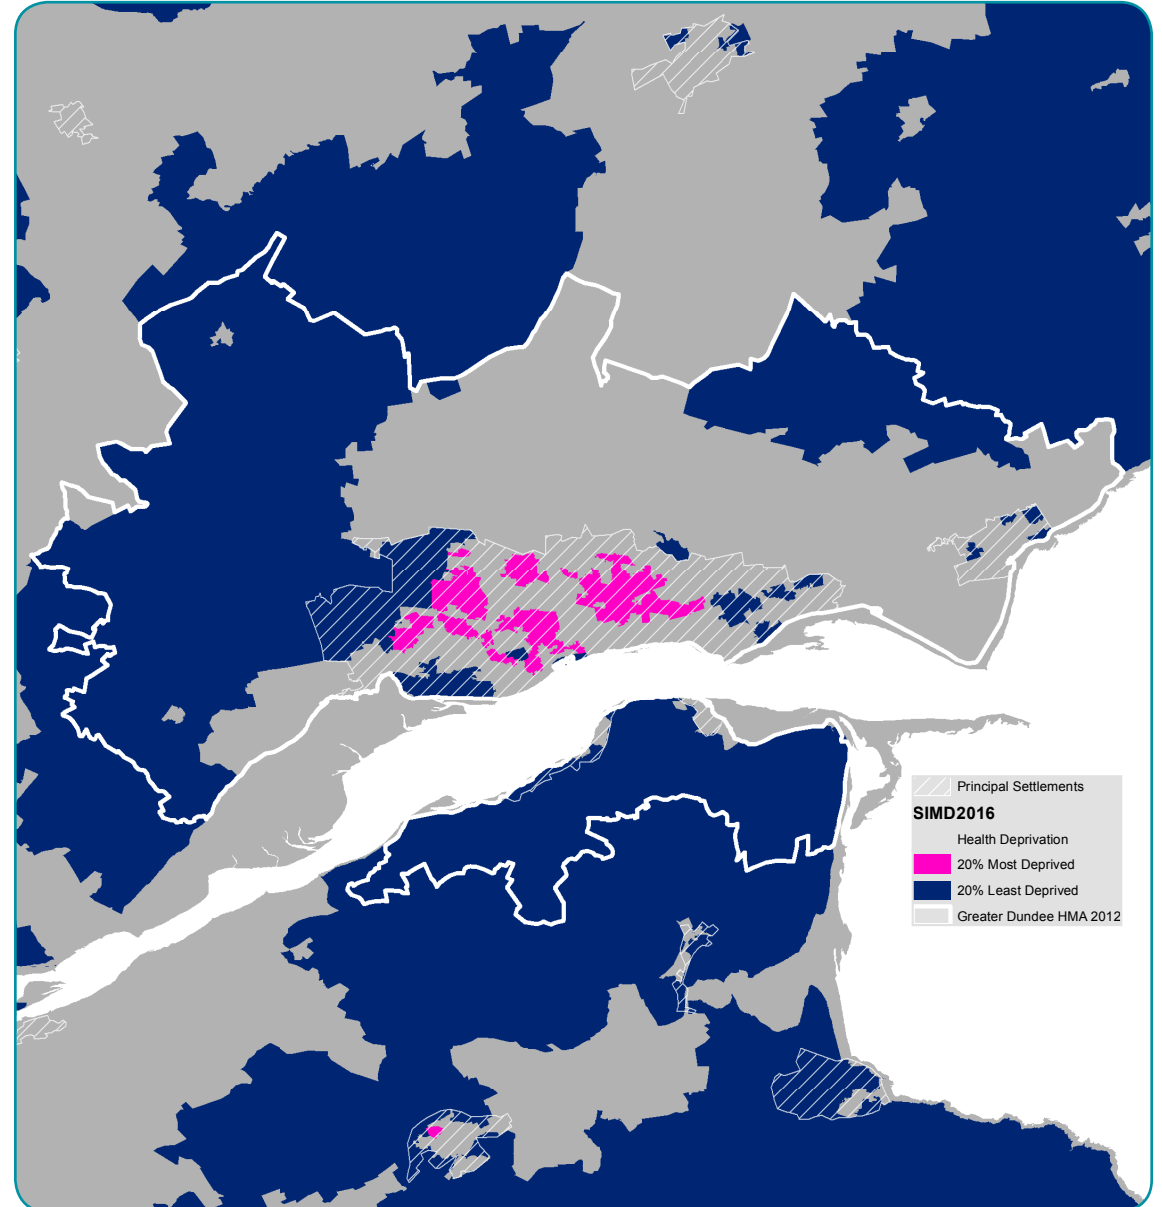 Principal Settlements
SIMD2016
Health Deprivation
20% Most Deprived
20% Least Deprived
Greater Dundee HMA 2012